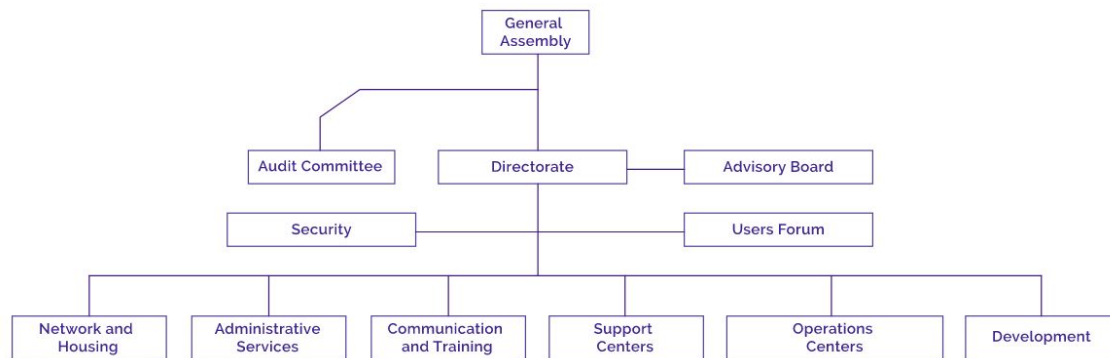 General
Assembly
Audit Committee
Directorate
Advisory Board
Security
Users Forum
Network and
Housing
Administrative
Services
Communication
and Training
Support
Centers
Operations
Centers
Development